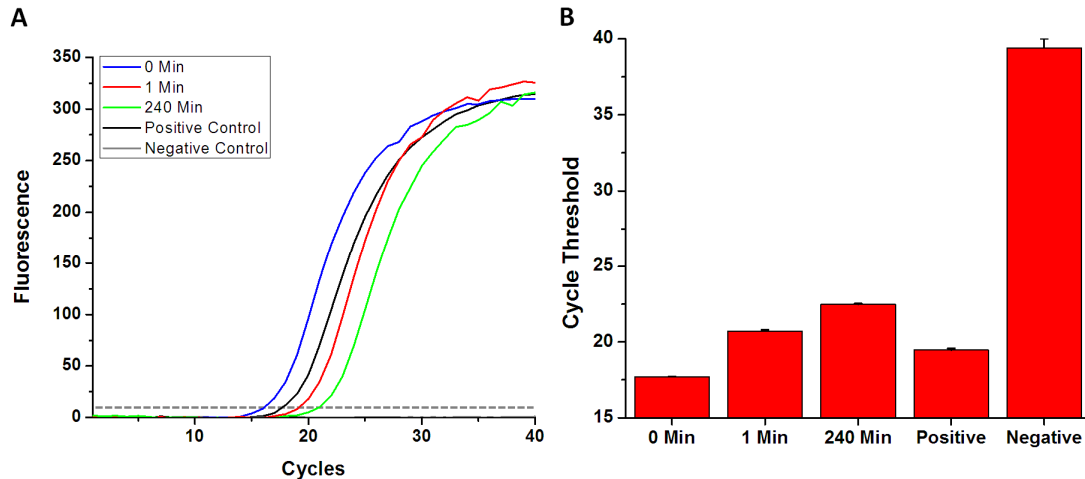 A
350
300
250
200
150
100
50
0
0 Min
1 Min
240 Min
Positive Control
Negative Control
Fluorescence
10
20
30
40
Cycles
B
40
35
30
25
20
15
Cycle Threshold
0 Min
1 Min
240 Min
Positive
Negative